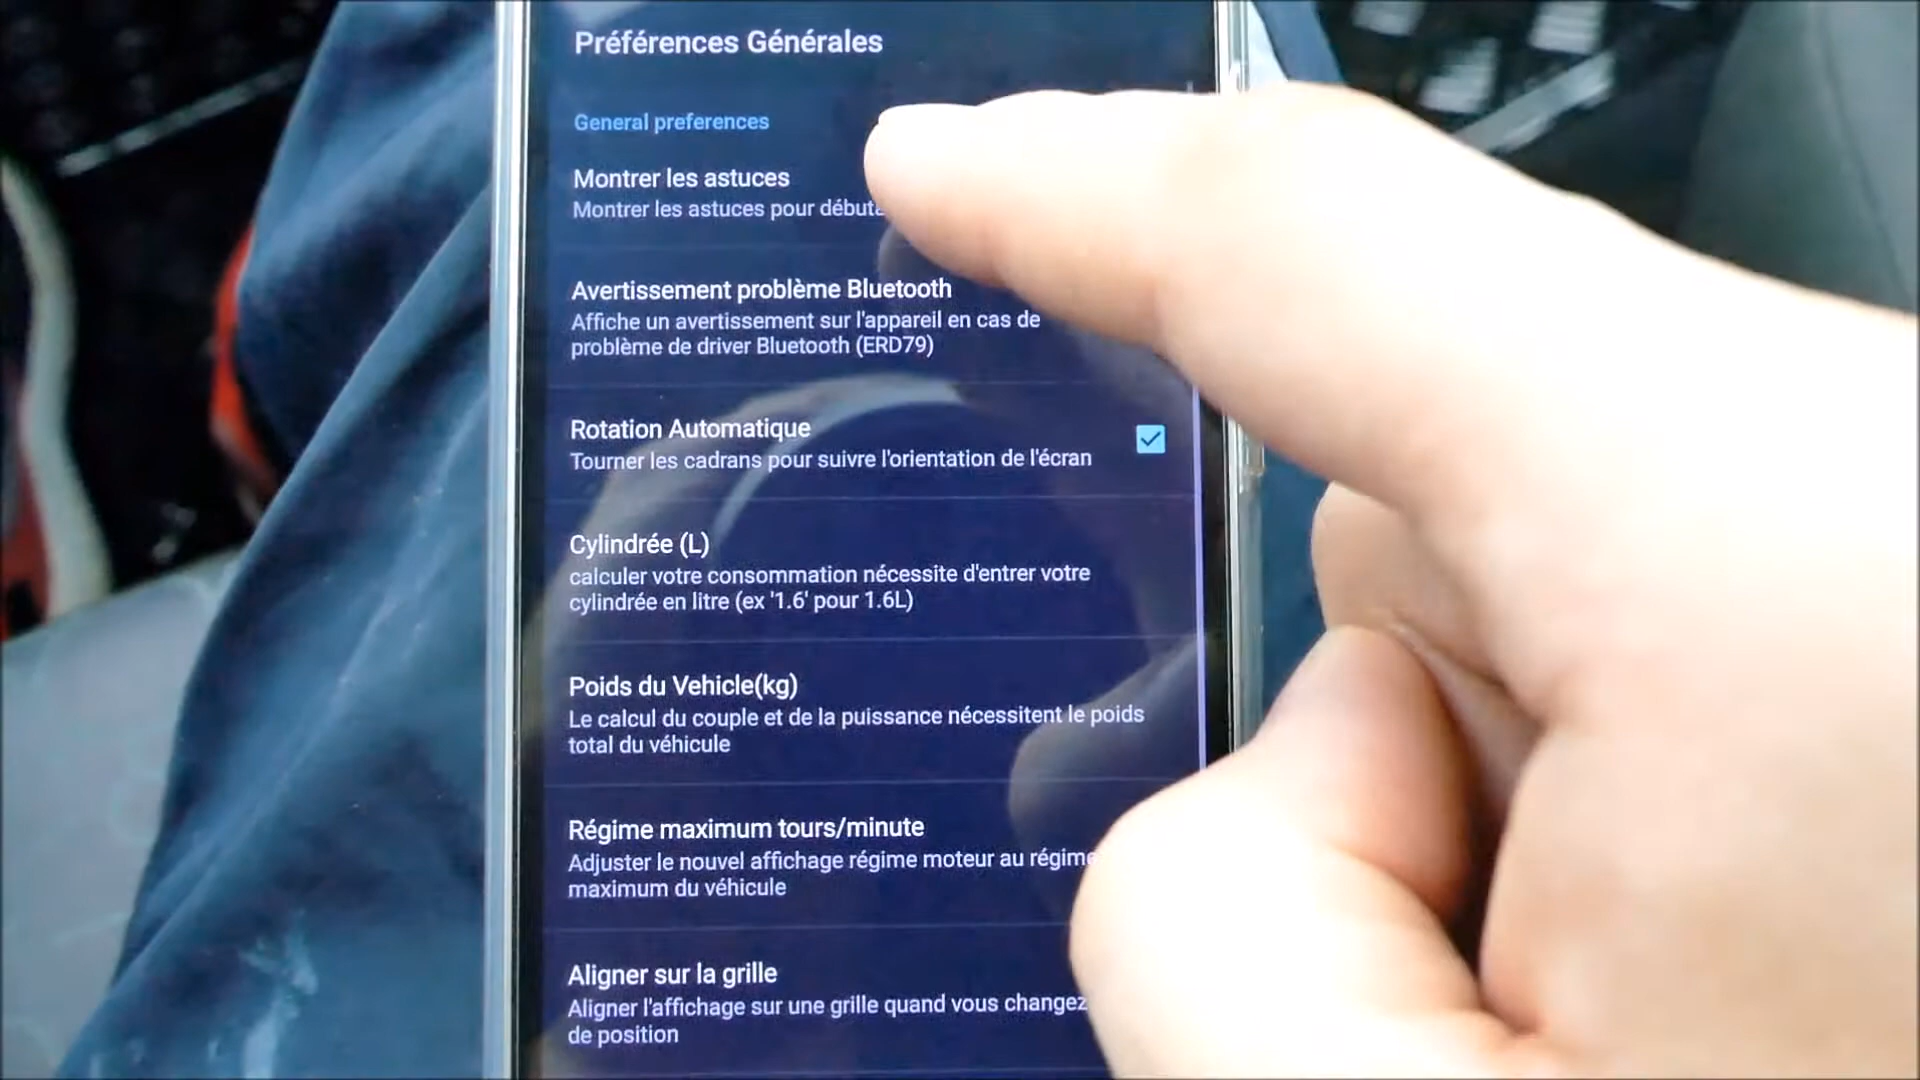 Préférences Générales
General preferences
Montrer les astuces
Montrer les astuces pour
Avertissement problème Bluetooth
Affiche un avertissement sur l'appareil en cas de
problème de driver Bluetooth (ERD79)
Rotation Automatique
Tourner les cadrans pour suivre l'orientation de l'écran
Cylindrée (L)
calculer votre consommation nécessite d'entrer votre
cylindrée en litre (ex '1.6' pour 1.6L)
Poids du Vehicle(kg)
Le calcul du couple et de la puissance nécessitent le poids
total du véhicule
Régime maximum tours/minute
Adjuster le nouvel affichage régime moteur au régime
maximum du véhicule
Aligner sur la grille
Aligner l'affichage sur une grille quand vous changez
de position